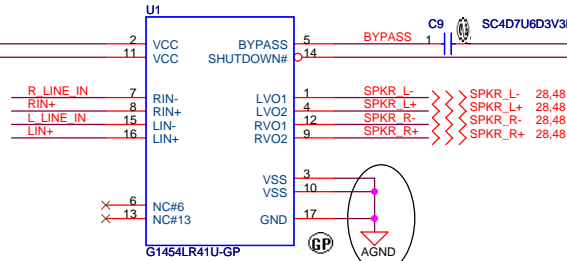 U1
C9 SC4D7U6D3V3
2 VCC BYPASS 5 BYPASS 1
11 VCC SHUTDOWN# 14
R_LINE_IN 7 RIN- LVO1 1 SPKR_L- SPKR_L- 28,48
RIN+ 8 RIN+ LVO2 4 SPKR_L+ SPKR_L+ 28,48
L_LINE_IN 15 LIN- RVO1 12 SPKR_R- SPKR_R- 28,48
LIN+ 16 LIN+ RVO2 9 SPKR_R+ SPKR_R+ 28,48
VSS 3
VSS 10
6 NC#6
13 NC#13 GND 17
G1454LR41U-GP GP AGND